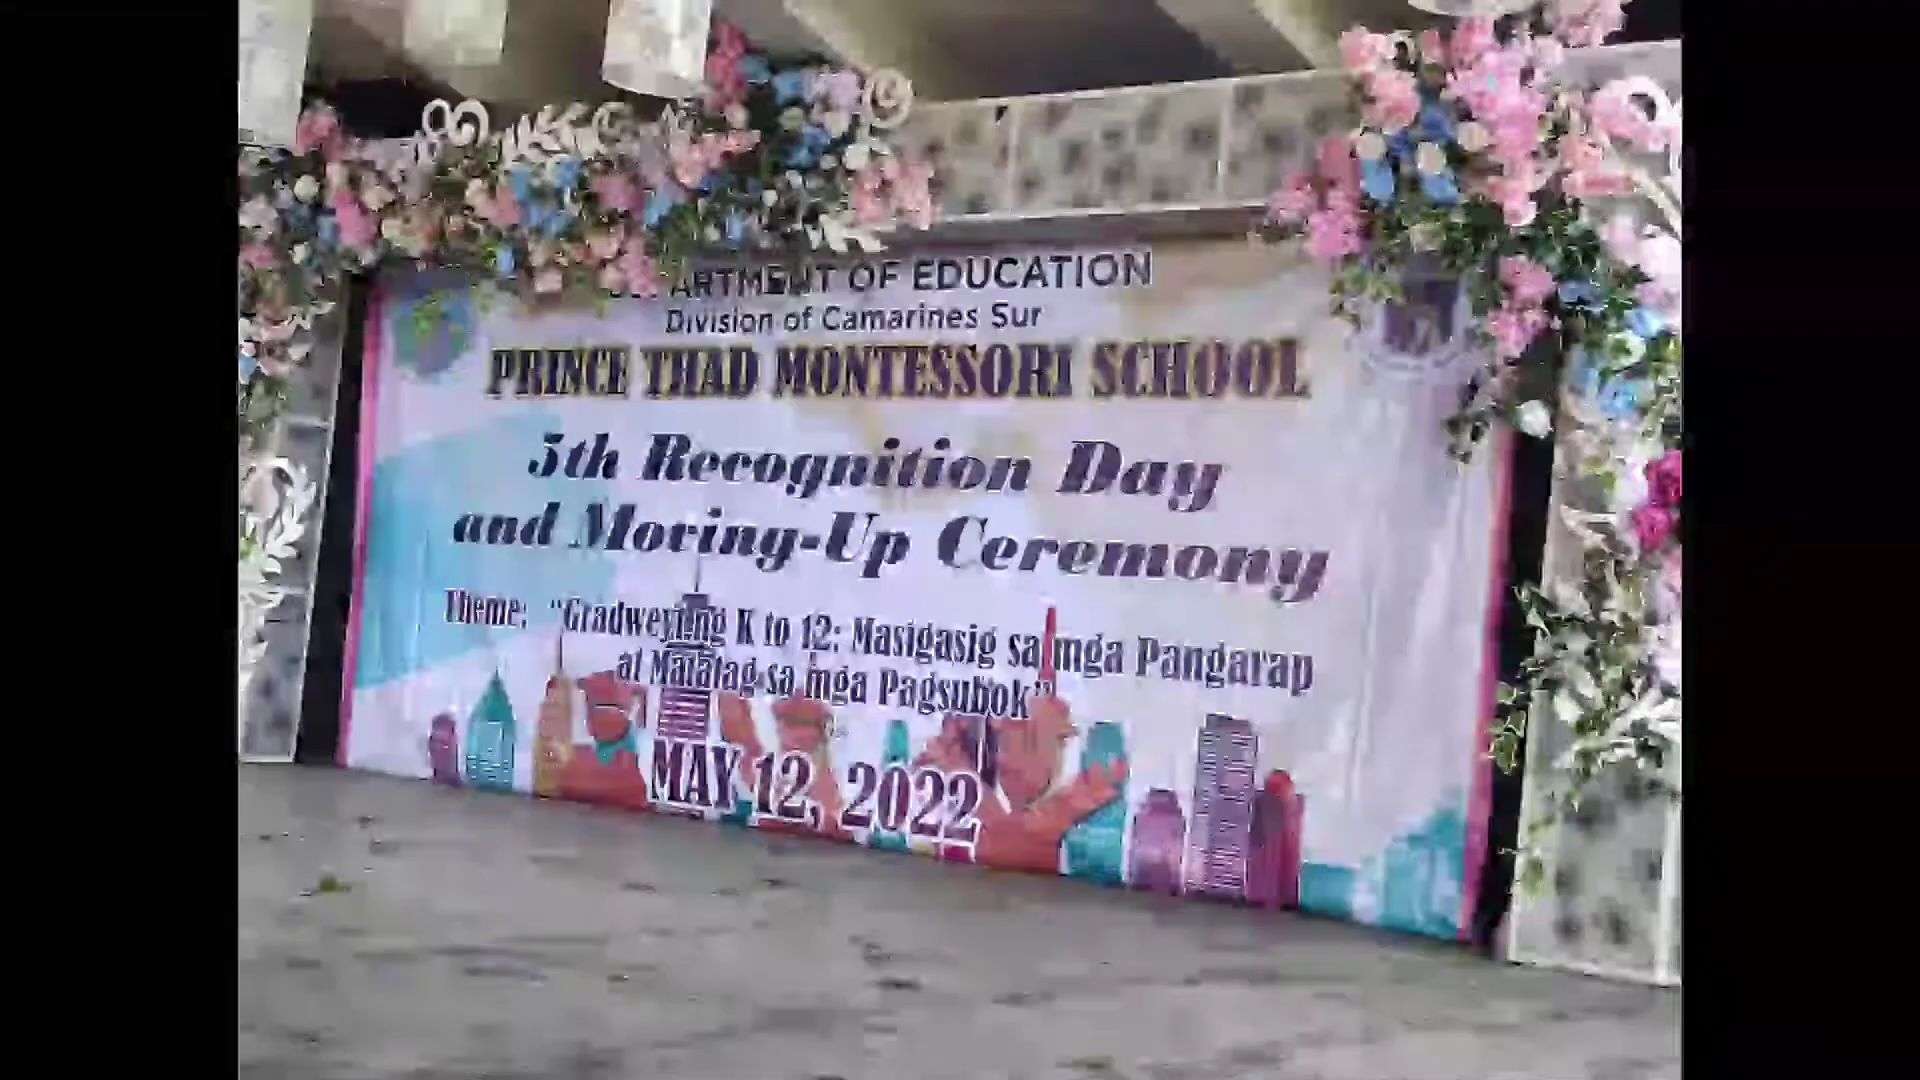 DEPARTMENT OF EDUCATION
Division of Camarines Sur
PRINCE THAD MONTESSORI SCHOOL
5th Recognition Day
and Moving-Up Ceremony
Theme: “Gradweyting K to 12: Masigasig sa mga Pangarap
at Matatag sa mga Pagsubok”
MAY 12, 2022